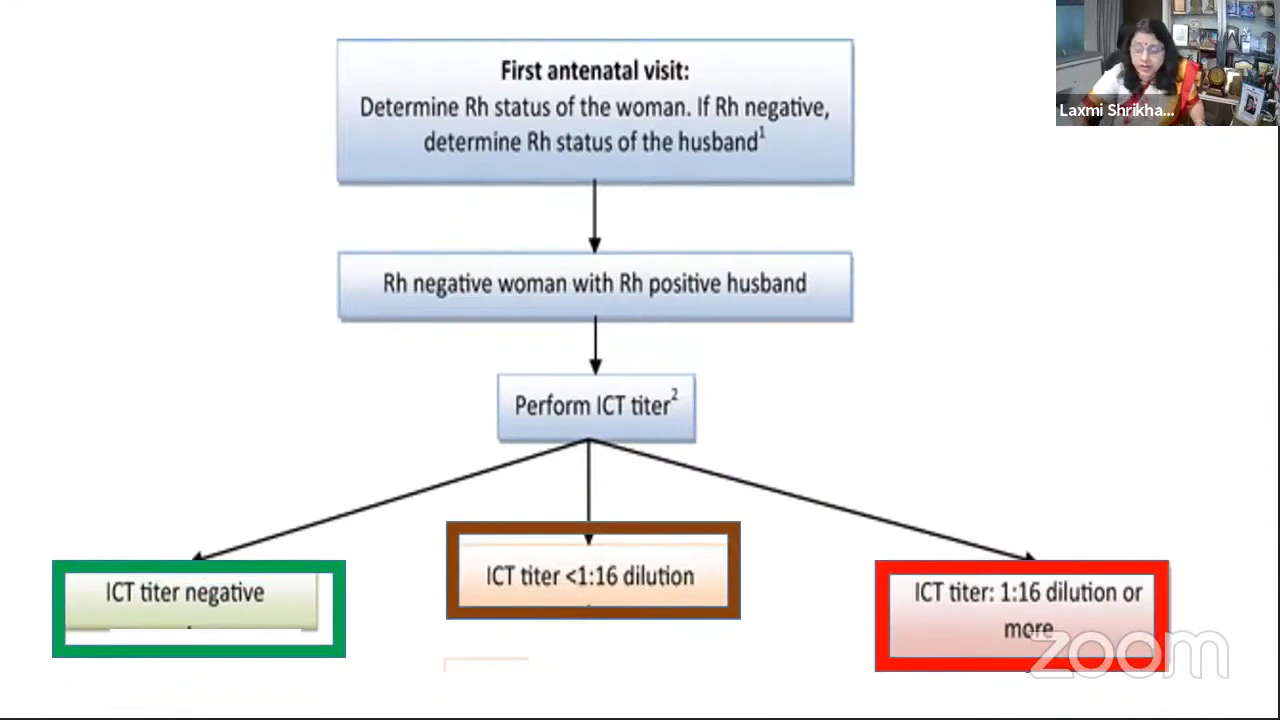 First antenatal visit:
Determine Rh status of the woman. If Rh negative,
determine Rh status of the husband¹
Laxmi Shrikha...
Rh negative woman with Rh positive husband
Perform ICT titer²
ICT titer negative
ICT titer <1:16 dilution
ICT titer: 1:16 dilution or
more
zoom